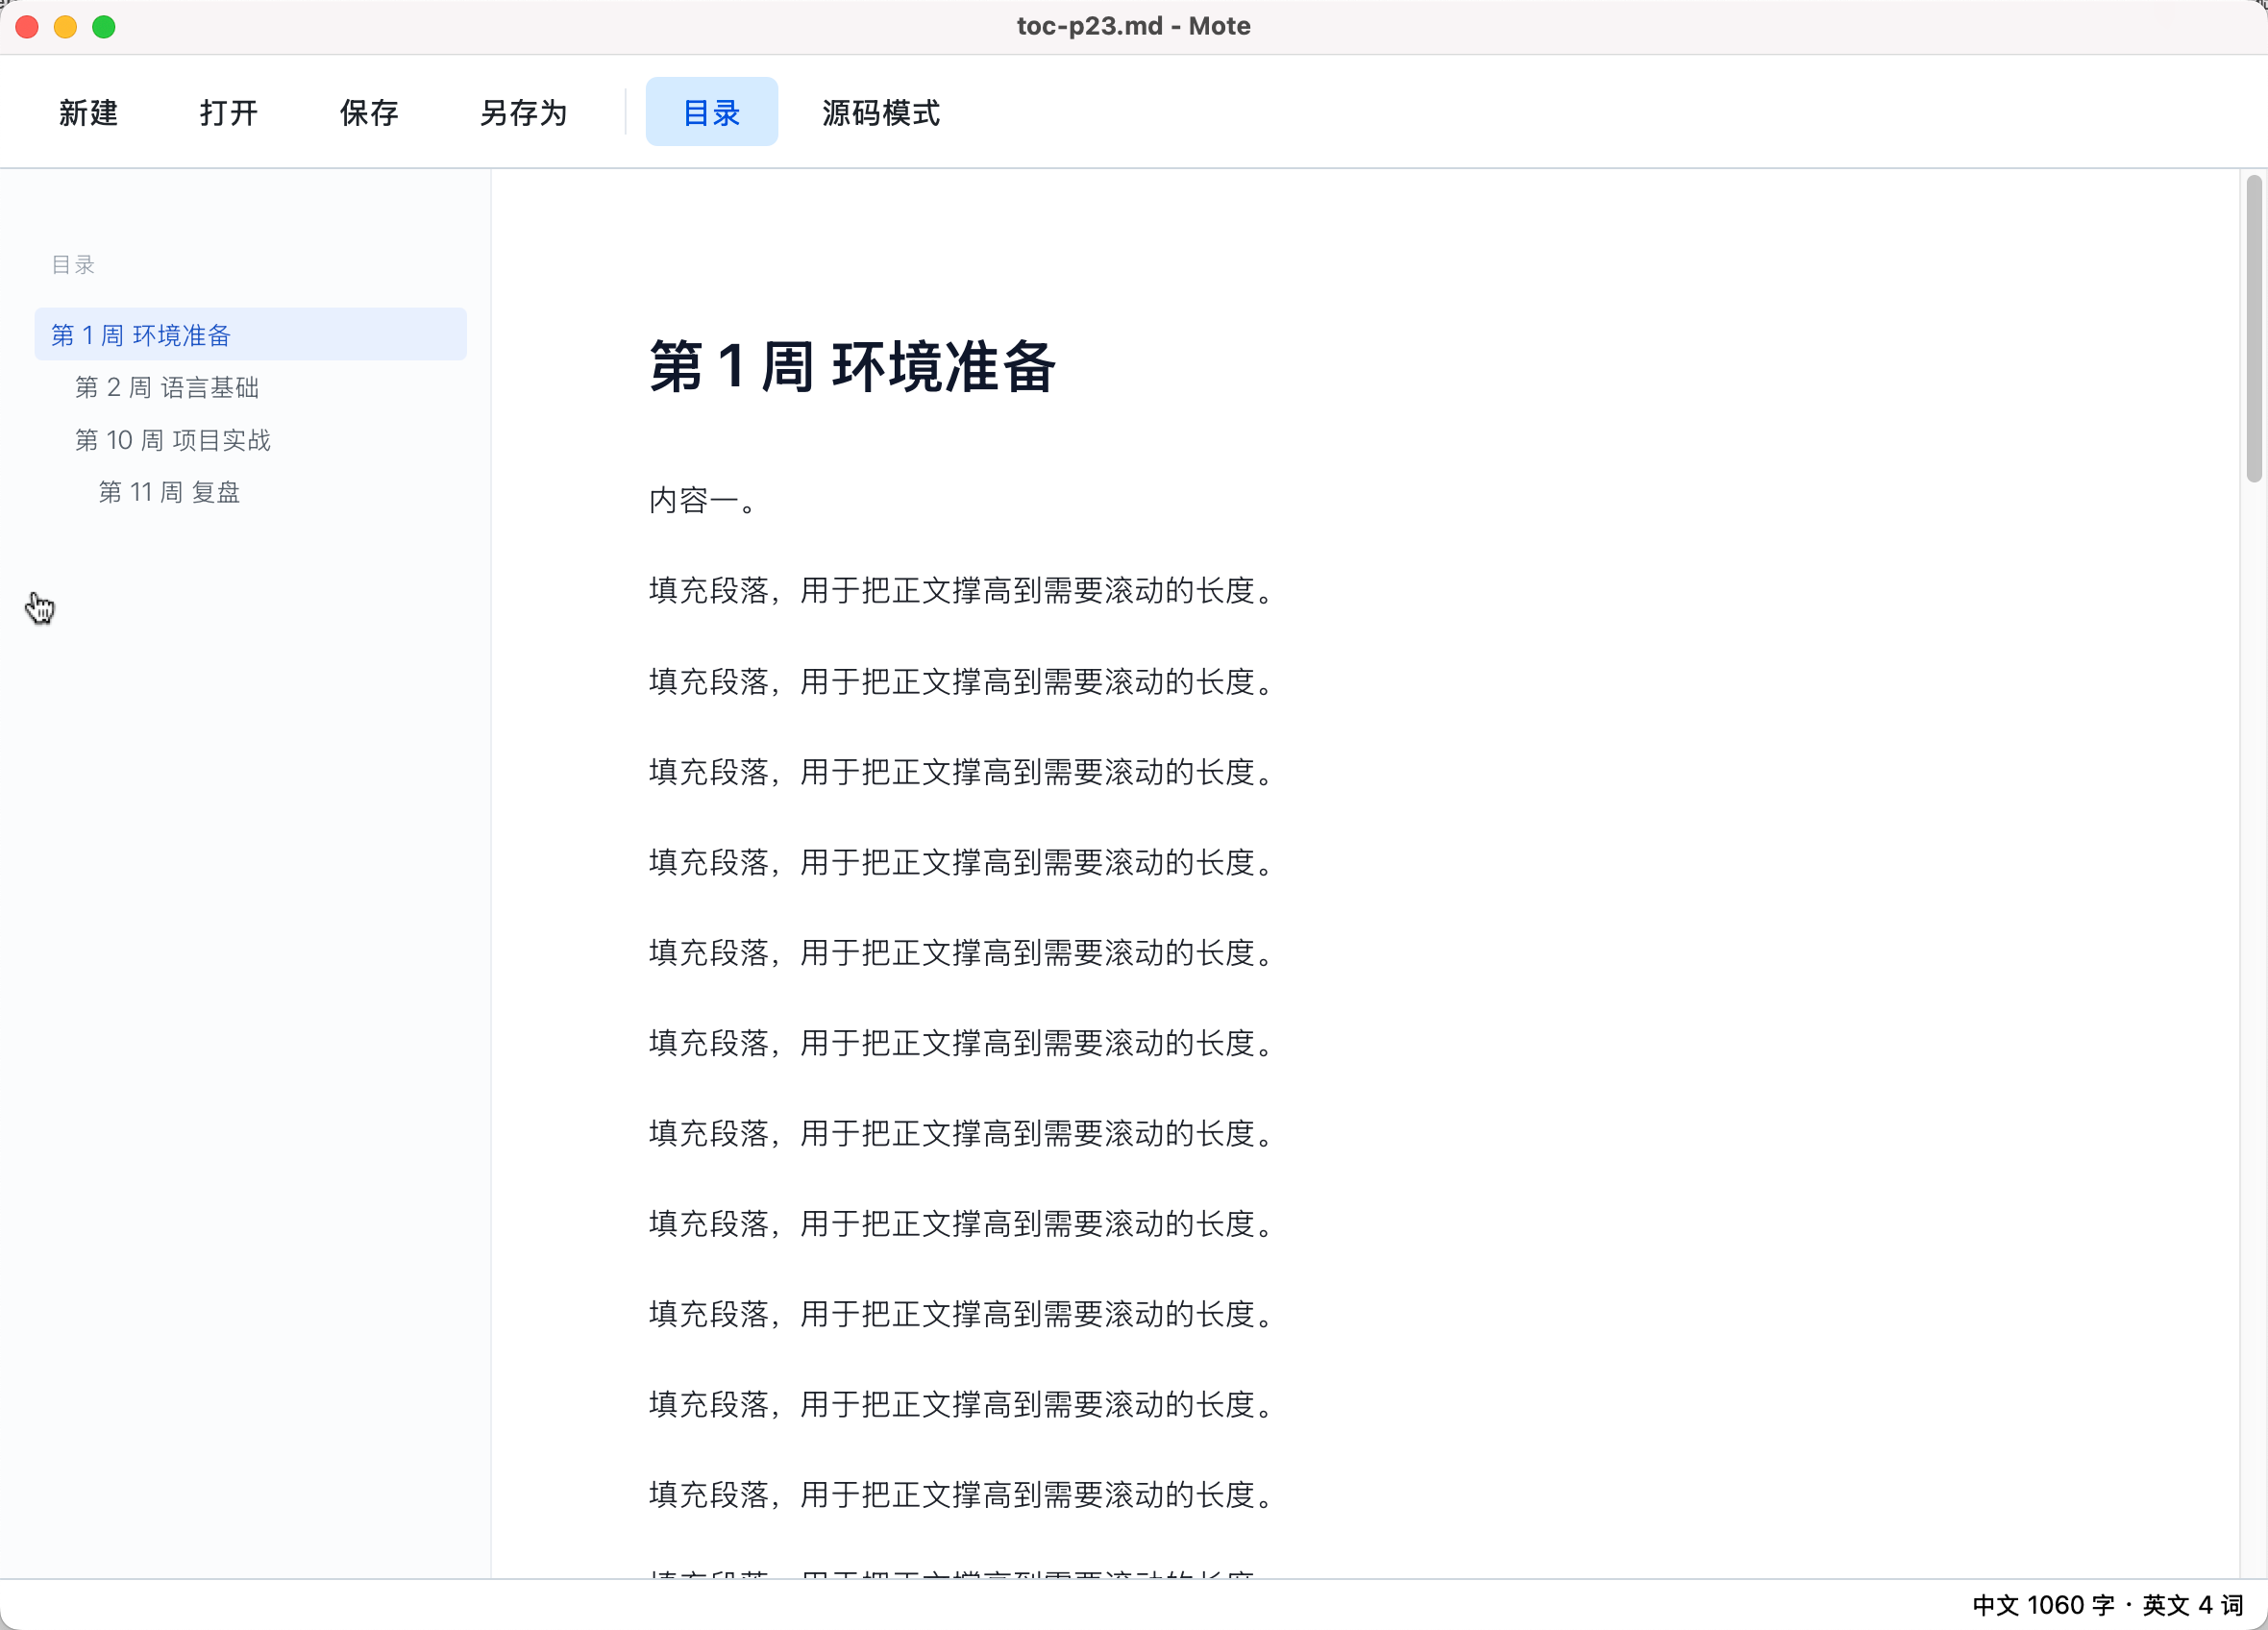 toc-p23.md - Mote
新建 打开 保存 另存为 目录 源码模式
目录
第 1 周 环境准备
第 2 周 语言基础
第 10 周 项目实战
第 11 周 复盘
第 1 周 环境准备
内容一。
填充段落，用于把正文撑高到需要滚动的长度。
填充段落，用于把正文撑高到需要滚动的长度。
填充段落，用于把正文撑高到需要滚动的长度。
填充段落，用于把正文撑高到需要滚动的长度。
填充段落，用于把正文撑高到需要滚动的长度。
填充段落，用于把正文撑高到需要滚动的长度。
填充段落，用于把正文撑高到需要滚动的长度。
填充段落，用于把正文撑高到需要滚动的长度。
填充段落，用于把正文撑高到需要滚动的长度。
填充段落，用于把正文撑高到需要滚动的长度。
填充段落，用于把正文撑高到需要滚动的长度。
中文 1060 字 · 英文 4 词